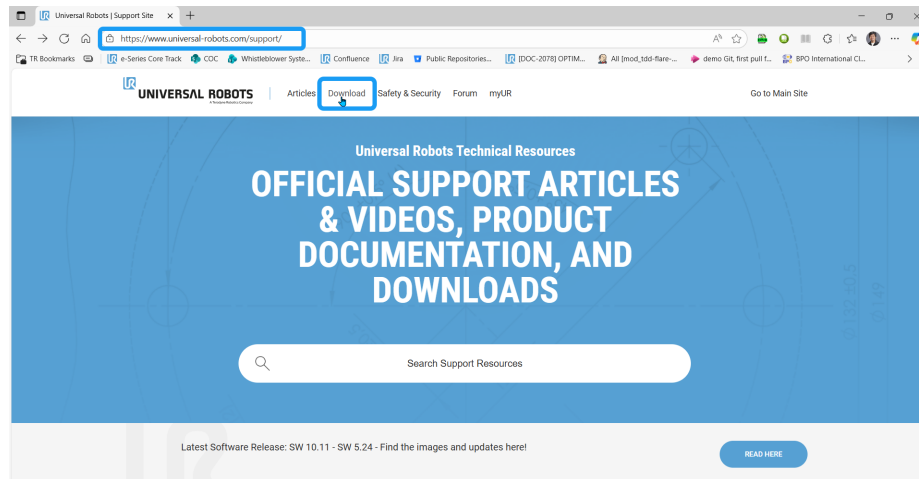 Universal Robots | Support Site
https://www.universal-robots.com/support/
TR Bookmarks
e-Series Core Track
COC
Whistleblower Syste...
Confluence
Jira
Public Repositories...
[DOC-2078] OPTIM...
All [mod_tdd-flare-...
demo Git, first pull f...
BPO International Cl...
UNIVERSAL ROBOTS
A Teradyne Robotics Company
Articles
Download
Safety & Security
Forum
myUR
Go to Main Site
Universal Robots Technical Resources
OFFICIAL SUPPORT ARTICLES
& VIDEOS, PRODUCT
DOCUMENTATION, AND
DOWNLOADS
Search Support Resources
Latest Software Release: SW 10.11 - SW 5.24 - Find the images and updates here!
READ HERE